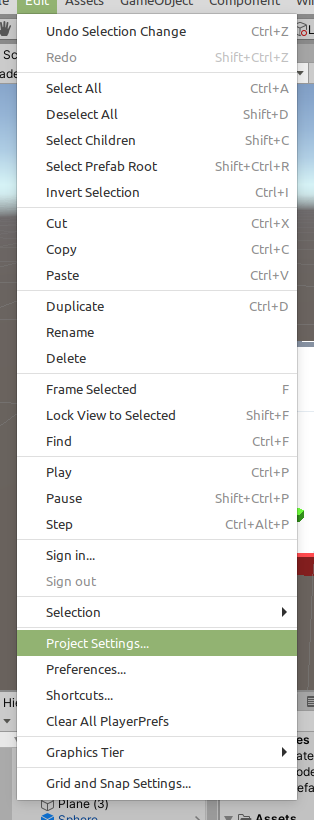 Edit Assets GameObject Component
Undo Selection Change Ctrl+Z
Redo Shift+Ctrl+Z
Select All Ctrl+A
Deselect All Shift+D
Select Children Shift+C
Select Prefab Root Shift+Ctrl+R
Invert Selection Ctrl+I
Cut Ctrl+X
Copy Ctrl+C
Paste Ctrl+V
Duplicate Ctrl+D
Rename
Delete
Frame Selected F
Lock View to Selected Shift+F
Find Ctrl+F
Play Ctrl+P
Pause Shift+Ctrl+P
Step Ctrl+Alt+P
Sign in...
Sign out
Selection
Project Settings...
Preferences...
Shortcuts...
Clear All PlayerPrefs
Graphics Tier
Grid and Snap Settings...
Plane (3)
Sphere
Assets